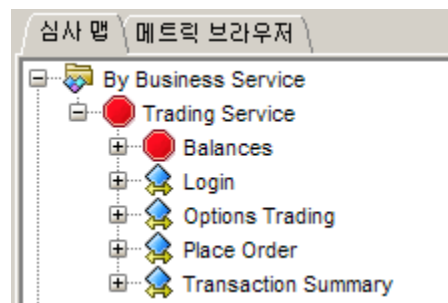 심사 맵 메트릭 브라우저
By Business Service
Trading Service
Balances
Login
Options Trading
Place Order
Transaction Summary